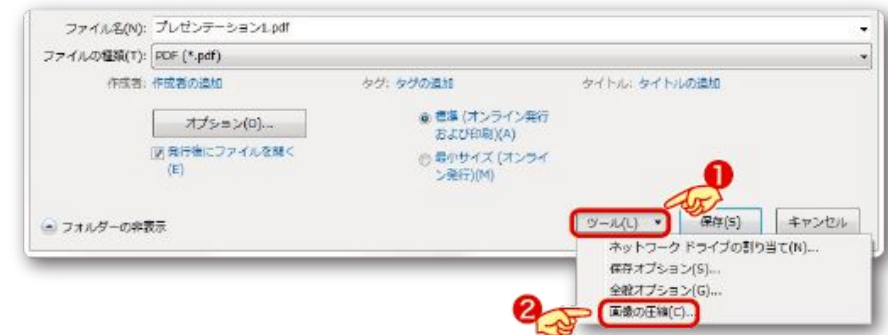 ファイル名(N): プレゼンテーション1.pdf
ファイルの種類(T): PDF (*.pdf)
作成者: 作成者の追加 タグ: タグの追加 タイトル: タイトルの追加
オプション(O)...
標準 (オンライン発行
および印刷)(A)
発行後にファイルを開く
(E)
最小サイズ (オンライ
ン発行)(M)
1
フォルダーの非表示 ツール(L) 保存(S) キャンセル
ネットワーク ドライブの割り当て(N)...
保存オプション(S)...
全般オプション(G)...
2
画像の圧縮(C)...